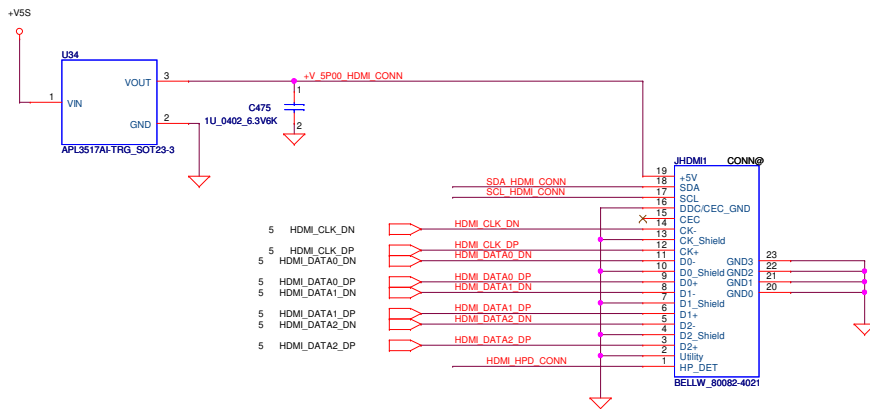 +V5S
U34
VOUT 3
+V_5P00_HDMI_CONN
1 VIN
1
C475
1U_0402_6.3V6K
2
GND 2
APL3517AI-TRG_SOT23-3
JHDMI1 CONN@
19 +5V
SDA_HDMI_CONN 18 SDA
SCL_HDMI_CONN 17 SCL
16 DDC/CEC_GND
15 CEC
5 HDMI_CLK_DN HDMI_CLK_DN 14 CK-
13 CK_Shield
5 HDMI_CLK_DP HDMI_CLK_DP 12 CK+
5 HDMI_DATA0_DN HDMI_DATA0_DN 11 D0- GND3 23
10 D0_Shield GND2 22
5 HDMI_DATA0_DP HDMI_DATA0_DP 9 D0+ GND1 21
5 HDMI_DATA1_DN HDMI_DATA1_DN 8 D1- GND0 20
7 D1_Shield
5 HDMI_DATA1_DP HDMI_DATA1_DP 6 D1+
5 HDMI_DATA2_DN HDMI_DATA2_DN 5 D2-
4 D2_Shield
5 HDMI_DATA2_DP HDMI_DATA2_DP 3 D2+
2 Utility
HDMI_HPD_CONN 1 HP_DET
BELLW_80082-4021